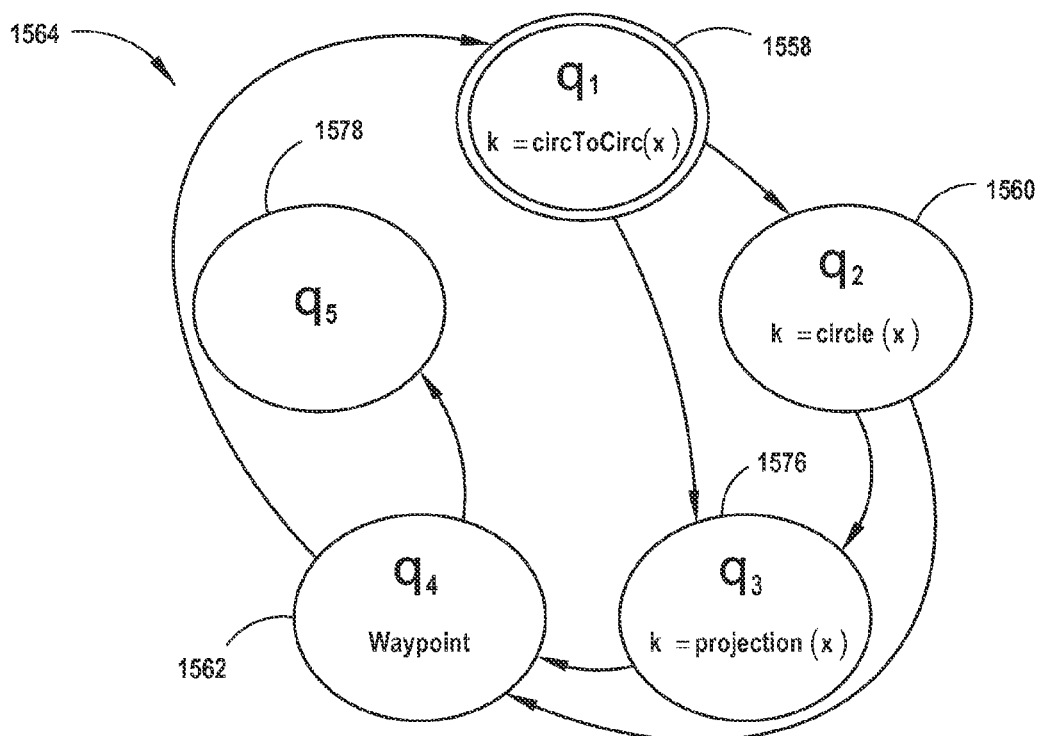 1564
1558
q1
k = circToCirc(x)
1578
1560
q5
q2
k = circle (x)
1576
q4
Waypoint
q3
k = projection (x)
1562